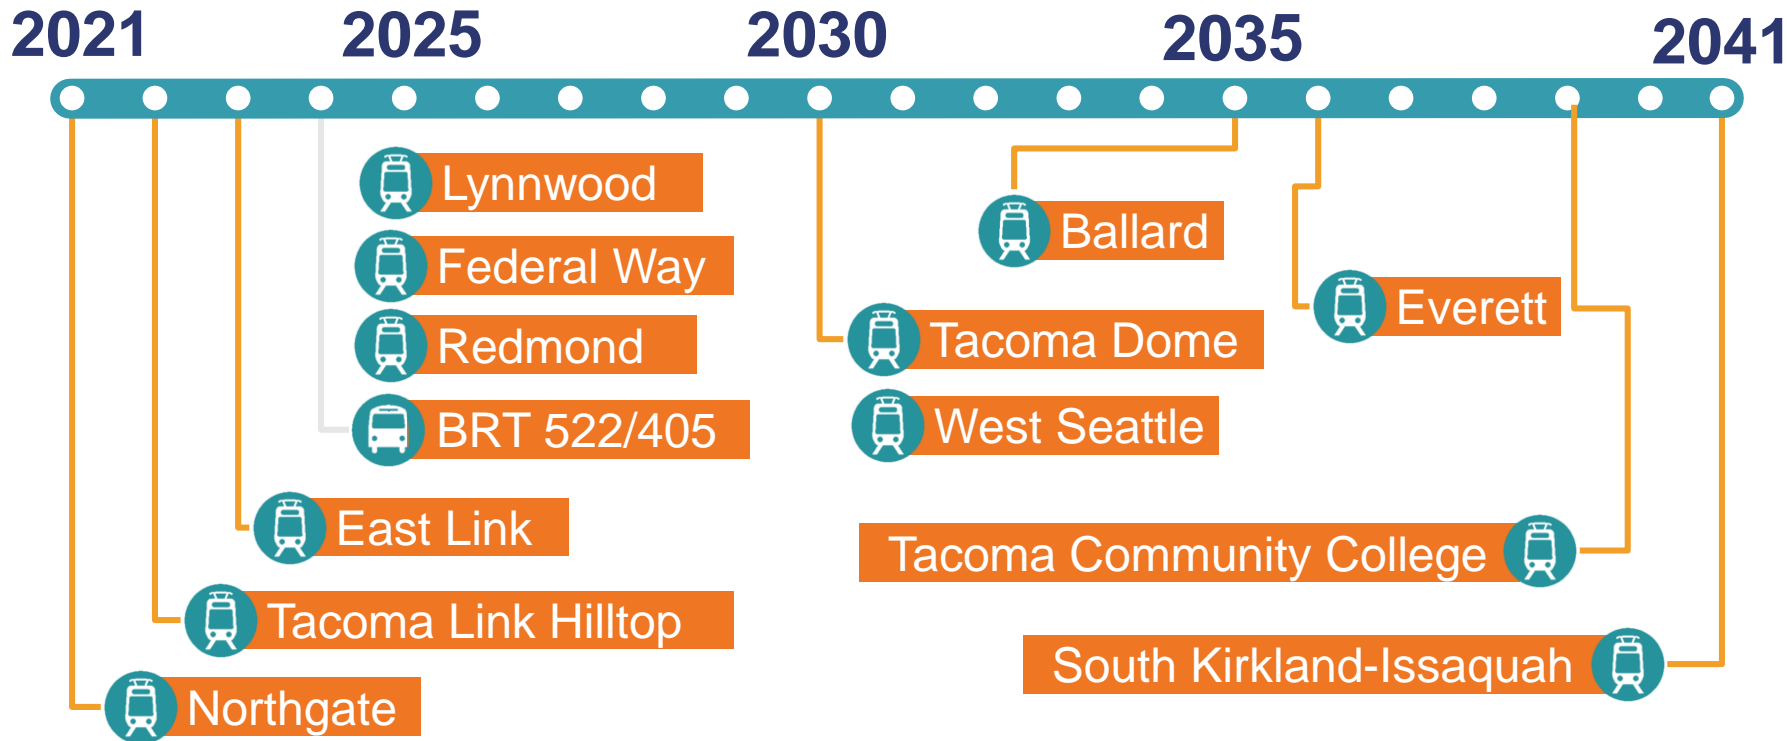 2021
2025
2030
2035
2041
Lynnwood
Federal Way
Redmond
BRT 522/405
East Link
Tacoma Link Hilltop
Northgate
Ballard
Tacoma Dome
West Seattle
Everett
Tacoma Community College
South Kirkland-Issaquah